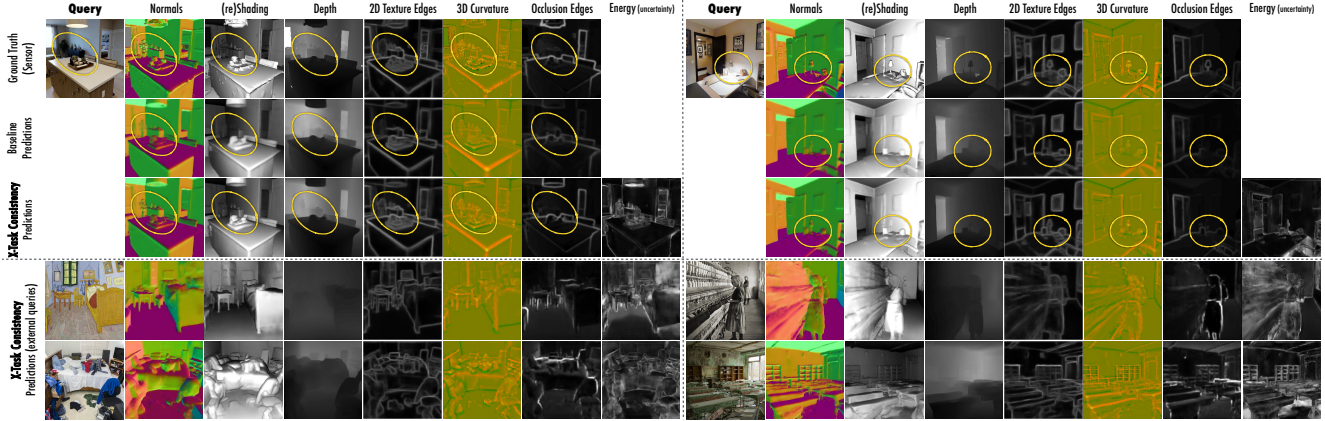 Query Normals (re)Shading Depth 2D Texture Edges 3D Curvature Occlusion Edges Energy (uncertainty) Query Normals (re)Shading Depth 2D Texture Edges 3D Curvature Occlusion Edges Energy (uncertainty)
Ground Truth
(Sensor)
Baseline
Predictions
X-Task Consistency
Predictions
X-Task Consistency
Predictions (external queries)